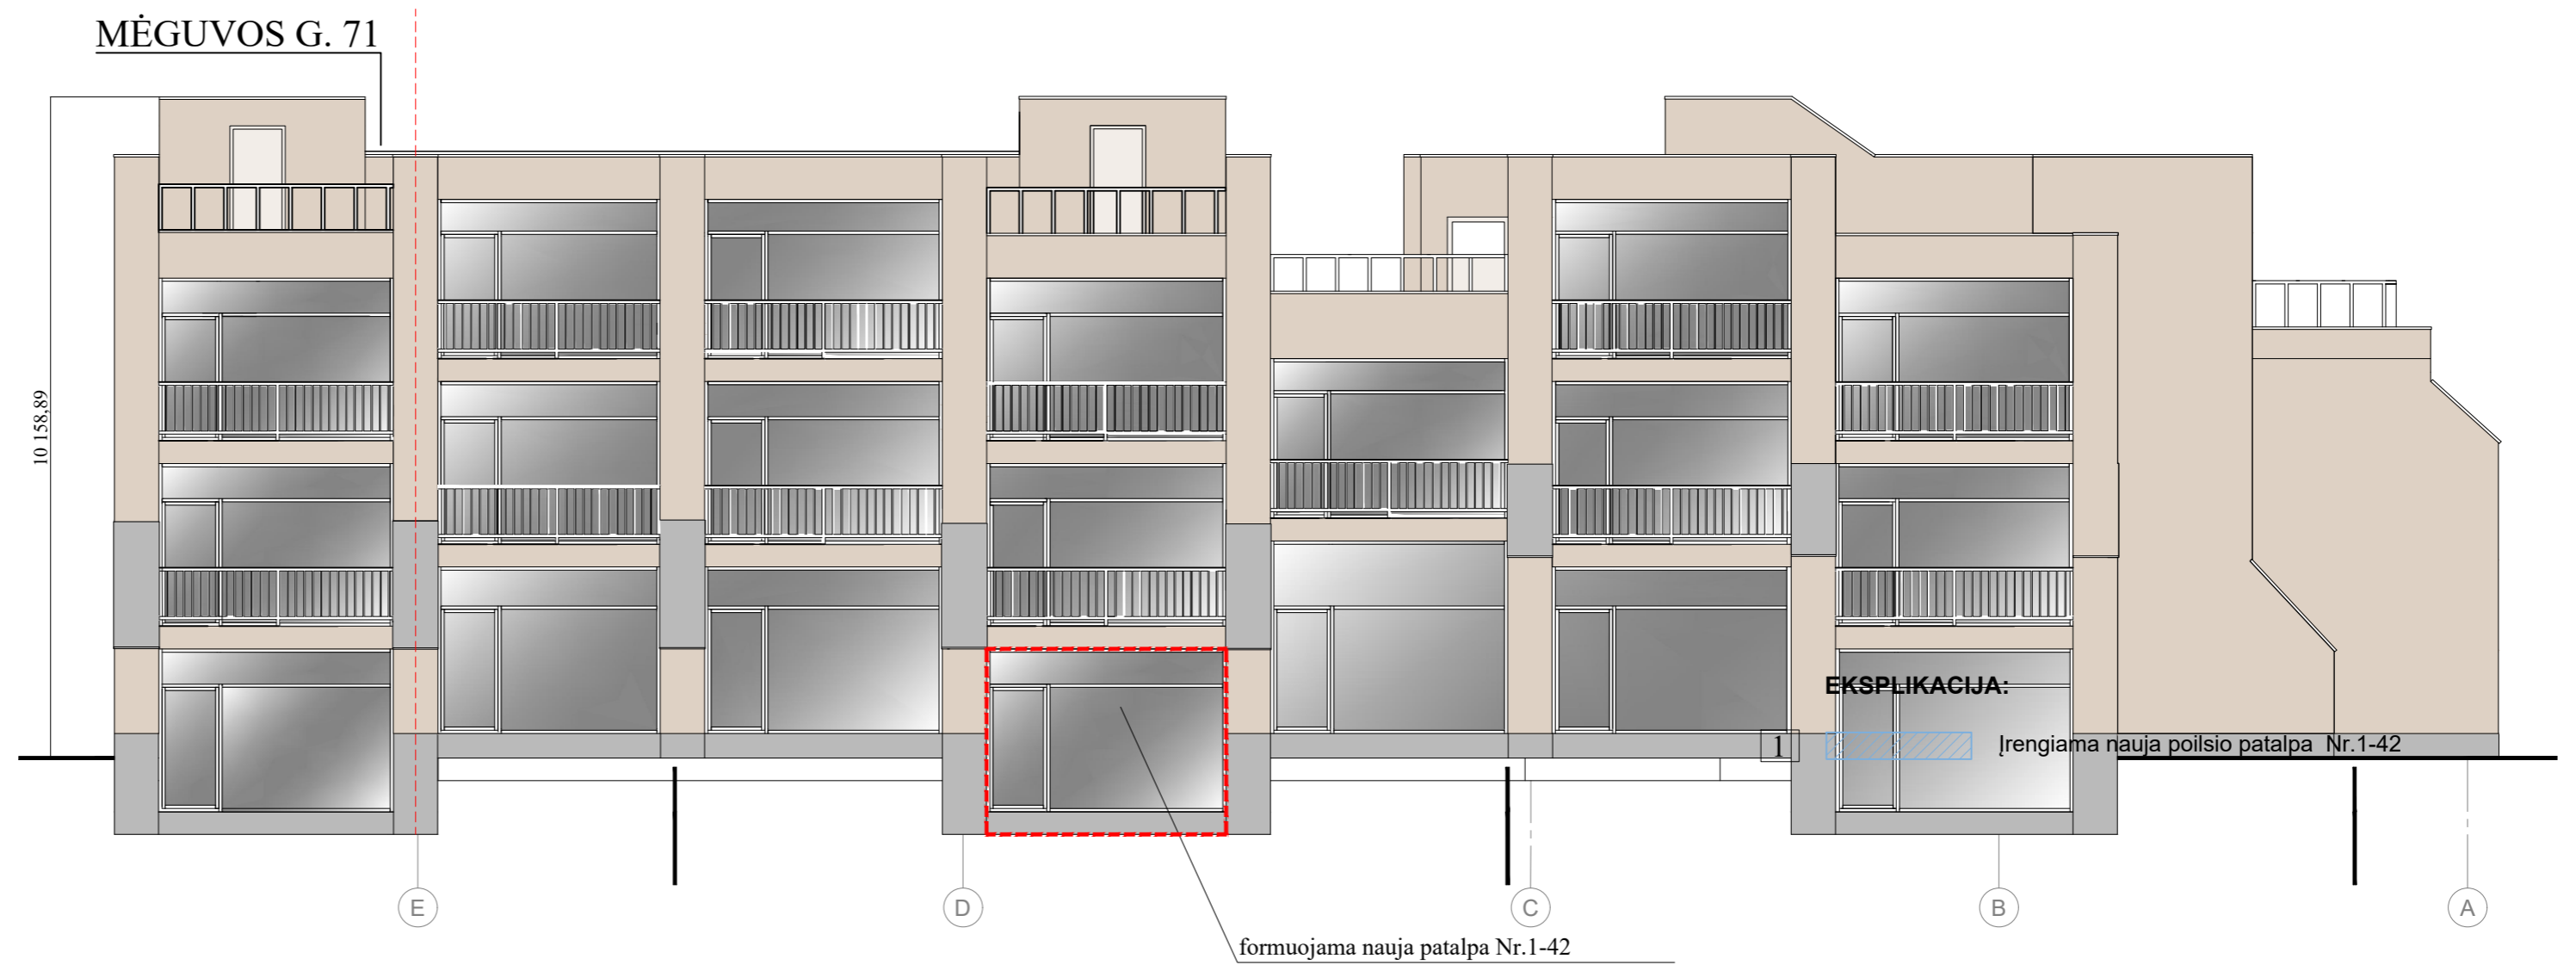 MĖGUVOS G. 71
10 158,89
EKSPLIKACIJA:
1 Įrengiama nauja poilsio patalpa Nr.1-42
E D C B A
formuojama nauja patalpa Nr.1-42